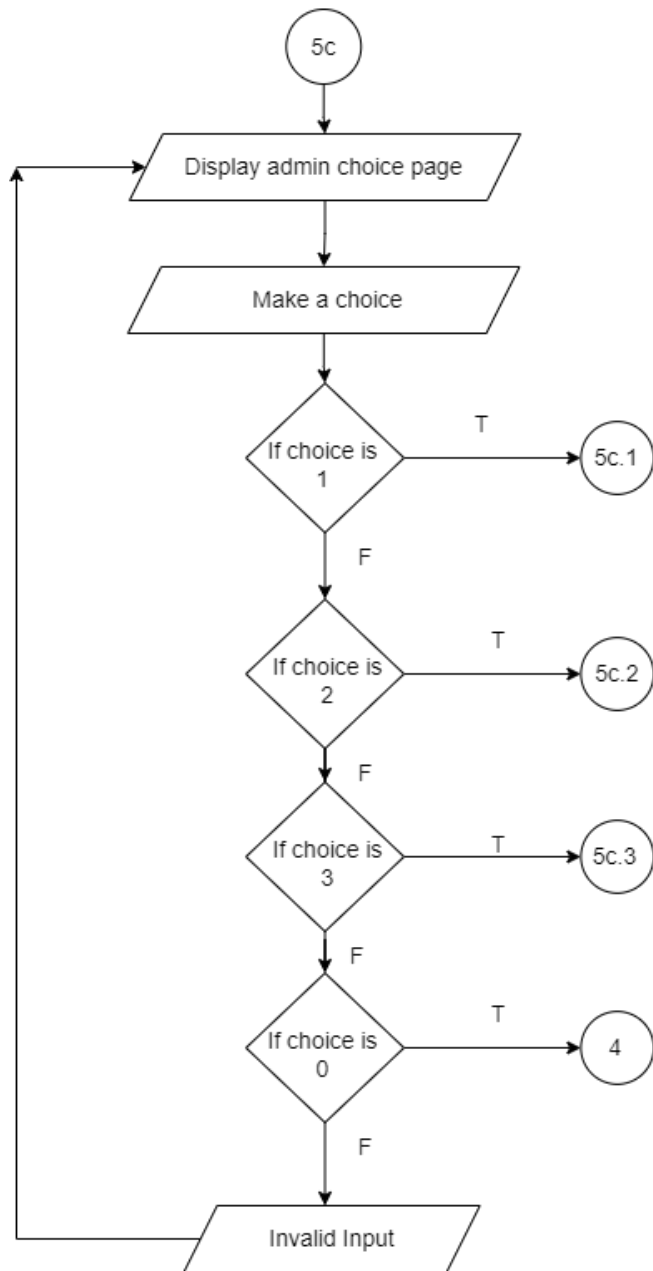 5c
Display admin choice page
Make a choice
If choice is
1
T
5c.1
F
If choice is
2
T
5c.2
F
If choice is
3
T
5c.3
F
If choice is
0
T
4
F
Invalid Input